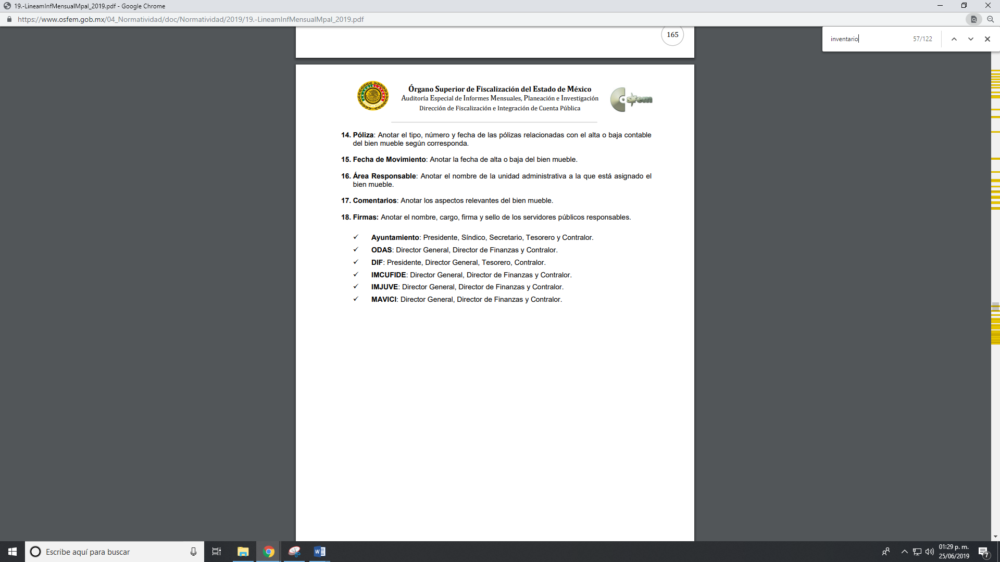 19.-LineamInfMensualMpal_2019.pdf - Google Chrome
https://www.osfem.gob.mx/04_Normatividad/doc/Normatividad/2019/19.-LineamInfMensualMpal_2019.pdf
inventario 57/122
165
Órgano Superior de Fiscalización del Estado de México
Auditoría Especial de Informes Mensuales, Planeación e Investigación
Dirección de Fiscalización e Integración de Cuenta Pública
osfem
14. Póliza: Anotar el tipo, número y fecha de las pólizas relacionadas con el alta o baja contable
del bien mueble según corresponda.
15. Fecha de Movimiento: Anotar la fecha de alta o baja del bien mueble.
16. Área Responsable: Anotar el nombre de la unidad administrativa a la que está asignado el
bien mueble.
17. Comentarios: Anotar los aspectos relevantes del bien mueble.
18. Firmas: Anotar el nombre, cargo, firma y sello de los servidores públicos responsables.
✓ Ayuntamiento: Presidente, Síndico, Secretario, Tesorero y Contralor.
✓ ODAS: Director General, Director de Finanzas y Contralor.
✓ DIF: Presidente, Director General, Tesorero, Contralor.
✓ IMCUFIDE: Director General, Director de Finanzas y Contralor.
✓ IMJUVE: Director General, Director de Finanzas y Contralor.
✓ MAVICI: Director General, Director de Finanzas y Contralor.
Escribe aquí para buscar
01:29 p. m.
25/06/2019
7